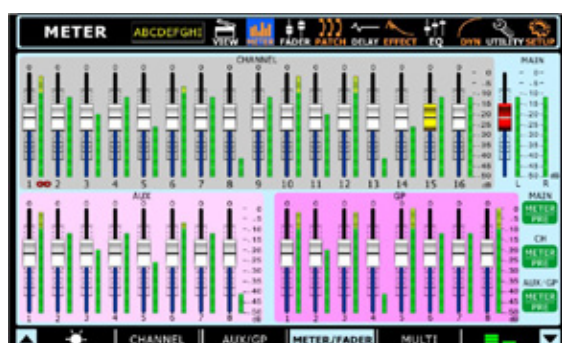 METER ABCDEFGHI VIEW METER FADER PATCH DELAY EFFECT EQ DYN UTILITY SETUP
CHANNEL MAIN
1 2 3 4 5 6 7 8 9 10 11 12 13 14 15 16 dB L R dB
AUX GP MAIN
METER PRE
CH
METER PRE
AUX/GP
METER PRE
1 2 3 4 5 6 7 8 dB 1 2 3 4 5 6 7 8
CHANNEL AUX/GP METER/FADER MULTI